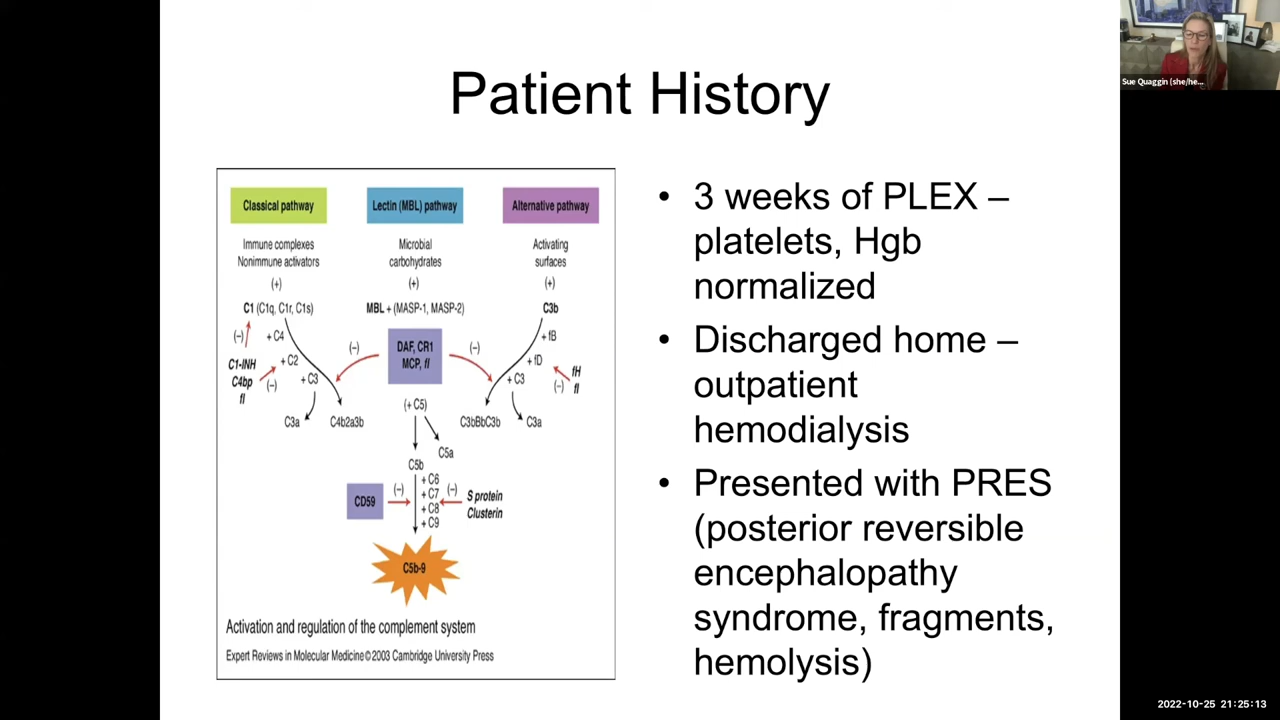 Patient History
Sue Quaggin (she/he...
Classical pathway
Lectin (MBL) pathway
Alternative pathway
Immune complexes
Nonimmune activators
Microbial
carbohydrates
Activating
surfaces
(+)
(+)
(+)
C1 (C1q, C1r, C1s)
MBL + (MASP-1, MASP-2)
C3b
(–)
+ C4
C1-INH
C4bp
fI
(–)
+ C2
+ C3
(–)
DAF, CR1
MCP, fI
(–)
+ fB
+ fD
+ C3
fH
fI
(–)
C3a
C4b2a3b
(+ C5)
C3bBbC3b
C3a
C5a
C5b
CD59
(–)
+ C6
+ C7
+ C8
+ C9
(–)
S protein
Clusterin
C5b-9
Activation and regulation of the complement system
Expert Reviews in Molecular Medicine©2003 Cambridge University Press
• 3 weeks of PLEX –
platelets, Hgb
normalized
• Discharged home –
outpatient
hemodialysis
• Presented with PRES
(posterior reversible
encephalopathy
syndrome, fragments,
hemolysis)
2022-10-25 21:25:13